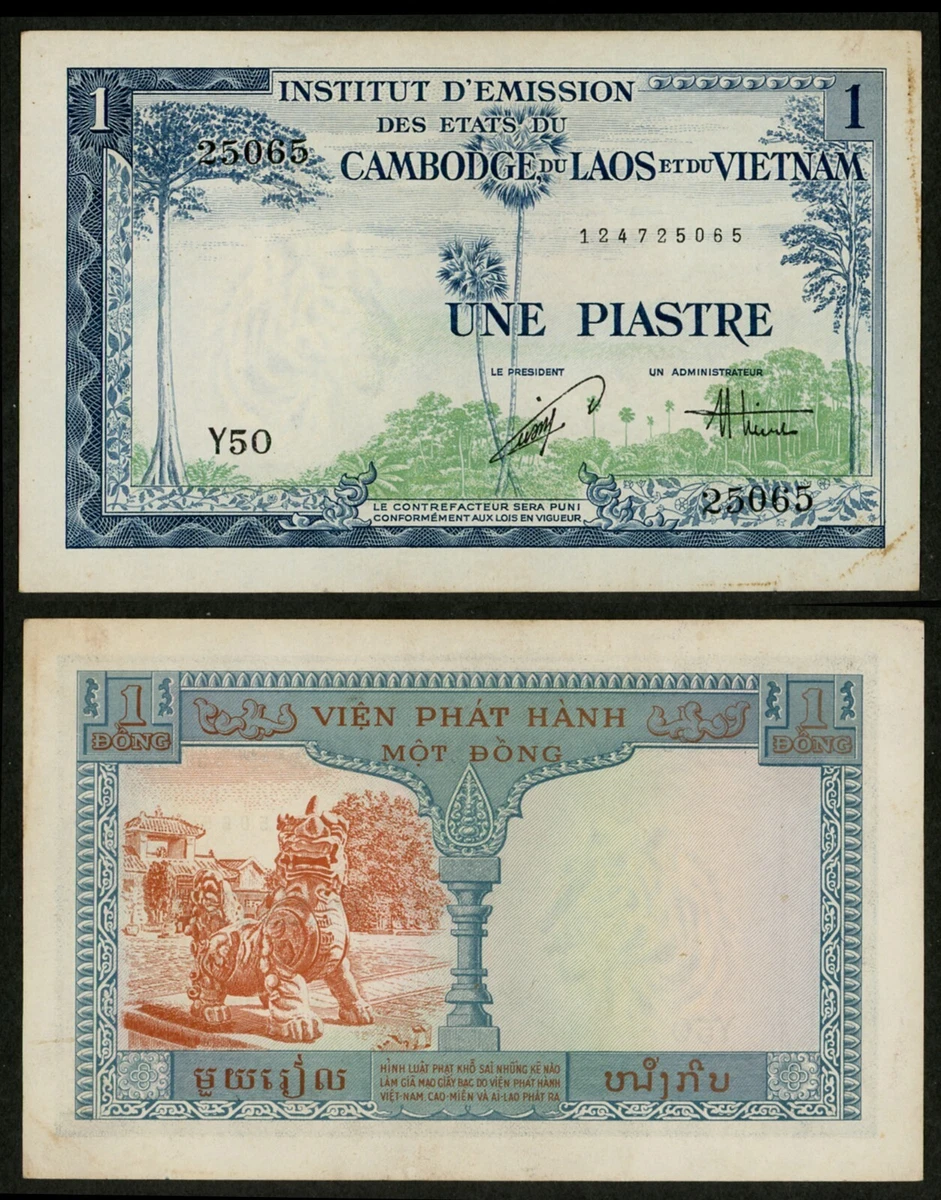 1
INSTITUT D'EMISSION
1
DES ETATS DU
25065
CAMBODGE DU LAOS ET DU VIETNAM
124725065
UNE PIASTRE
LE PRESIDENT
UN ADMINISTRATEUR
Y50
25065
LE CONTREFACTEUR SERA PUNI
CONFORMÉMENT AUX LOIS EN VIGUEUR
1
ĐỒNG
VIỆN PHÁT HÀNH
MỘT ĐỒNG
1
ĐỒNG
មួយរៀល
HÌNH LUẬT PHẠT KHỔ SAI NHỮNG KẺ NÀO
LÀM GIẢ MẠO GIẤY BẠC DO VIỆN PHÁT HÀNH
VIỆT-NAM, CAO-MIÊN VÀ AI-LAO PHÁT RA
ໜຶ່ງກີບ